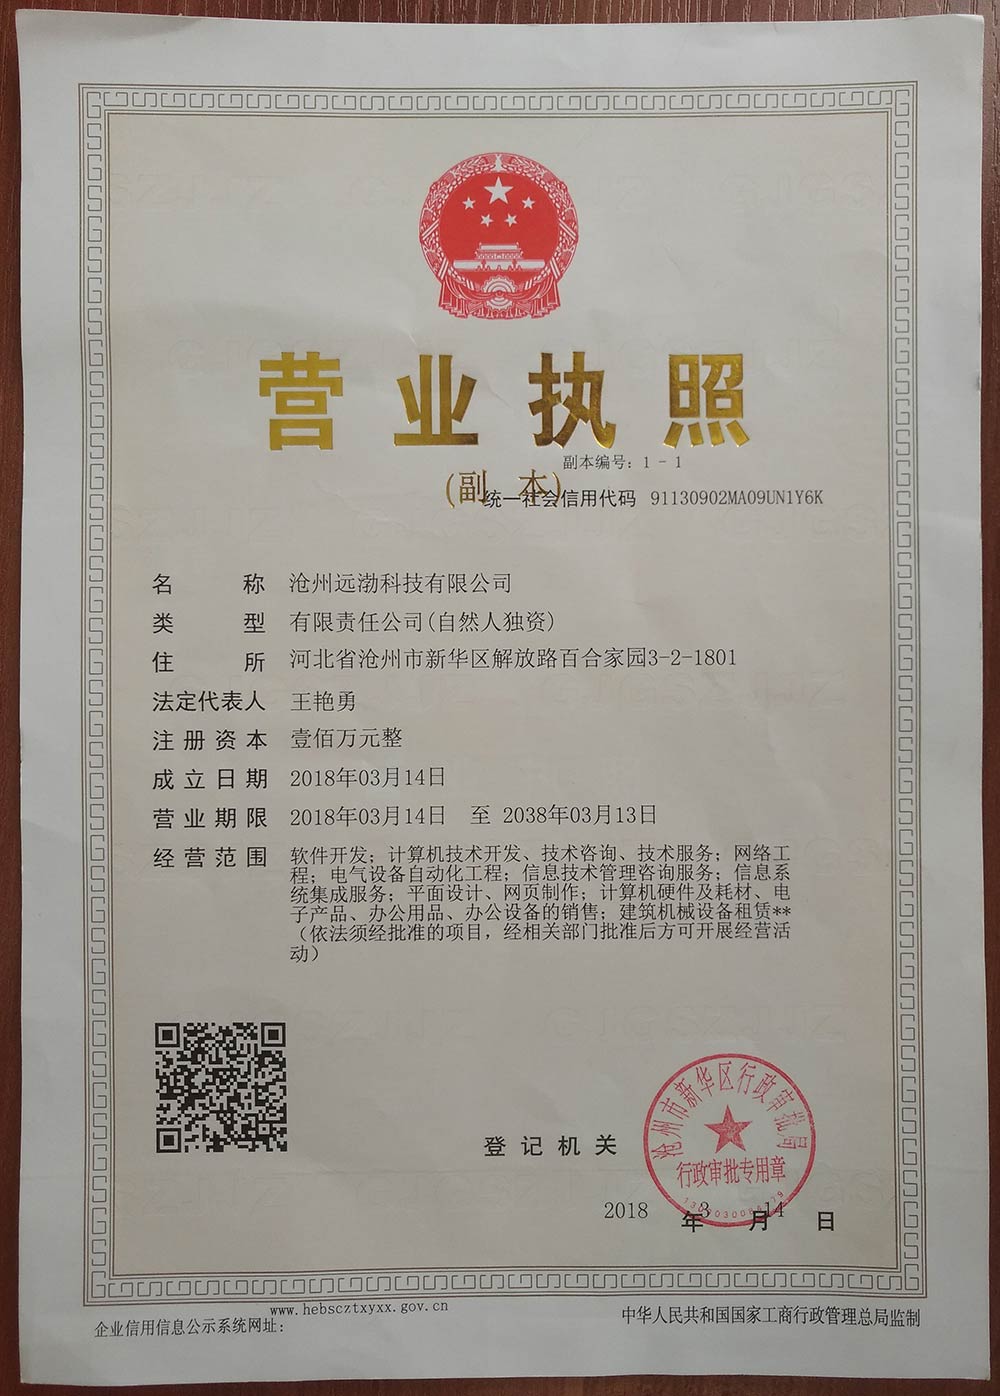 营业执照
副本编号：1-1
(副 本)
统一社会信用代码 91130902MA09UN1Y6K
名 称 沧州远渤科技有限公司
类 型 有限责任公司(自然人独资)
住 所 河北省沧州市新华区解放路百合家园3-2-1801
法定代表人 王艳勇
注册资本 壹佰万元整
成立日期 2018年03月14日
营业期限 2018年03月14日 至 2038年03月13日
经营范围 软件开发；计算机技术开发、技术咨询、技术服务；网络工
程；电气设备自动化工程；信息技术管理咨询服务；信息系
统集成服务；平面设计、网页制作；计算机硬件及耗材、电
子产品、办公用品、办公设备的销售；建筑机械设备租赁**
（依法须经批准的项目，经相关部门批准后方可开展经营活
动）
沧州市新华区行政审批局
行政审批专用章
登记机关
2018 年 3 月 14 日
www.hebscztxyxx.gov.cn
企业信用信息公示系统网址：
中华人民共和国国家工商行政管理总局监制